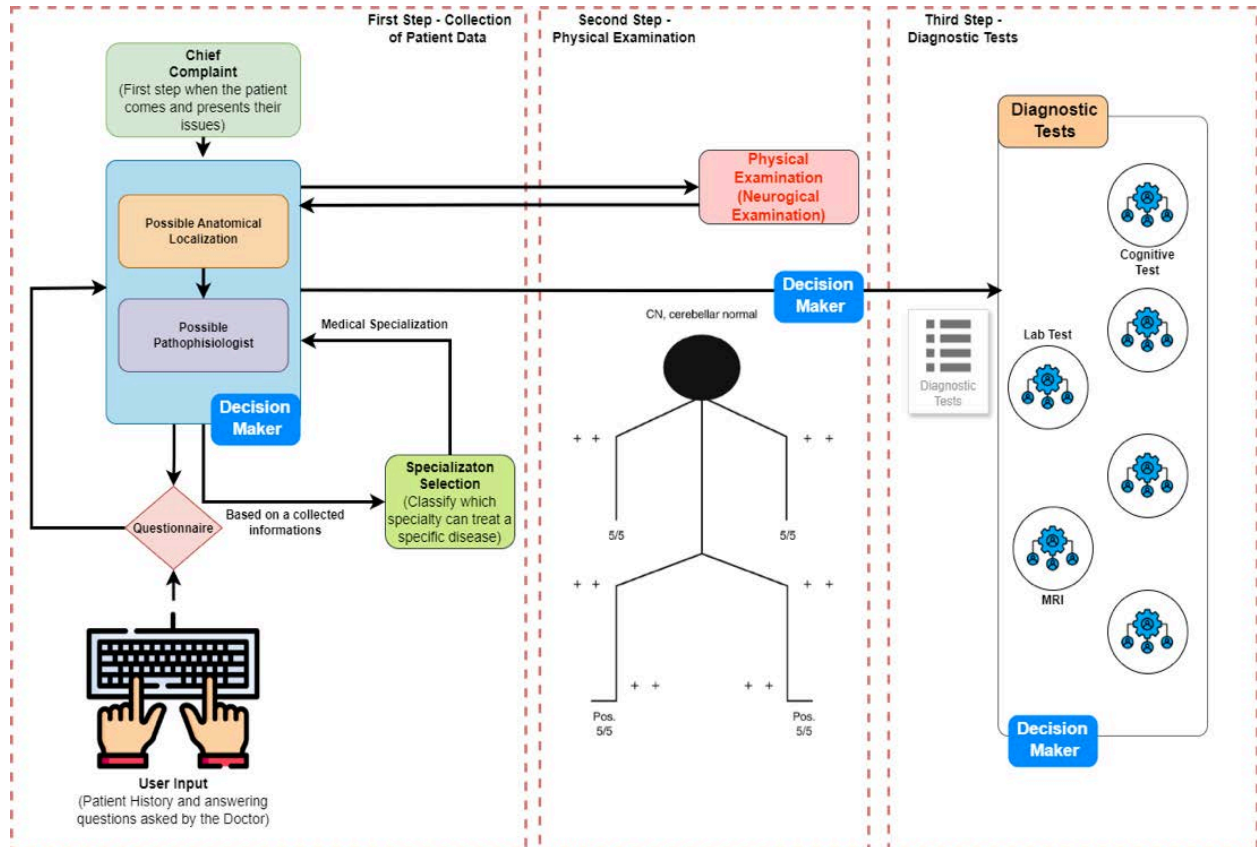 First Step - Collection
of Patient Data
Second Step -
Physical Examination
Third Step -
Diagnostic Tests
Chief
Complaint
(First step when the patient
comes and presents their
issues)
Possible Anatomical
Localization
Possible
Pathophisiologist
Decision
Maker
Medical Specialization
Questionnaire
Based on a collected
informations
Specializaton
Selection
(Classify which
specialty can treat a
specific disease)
User Input
(Patient History and answering
questions asked by the Doctor)
Physical
Examination
(Neurogical
Examination)
Decision
Maker
CN, cerebellar normal
+ +
+ +
5/5
5/5
+ +
+ +
+ +
+ +
Pos.
5/5
Pos.
5/5
Diagnostic
Tests
Diagnostic
Tests
Cognitive
Test
Lab Test
MRI
Decision
Maker